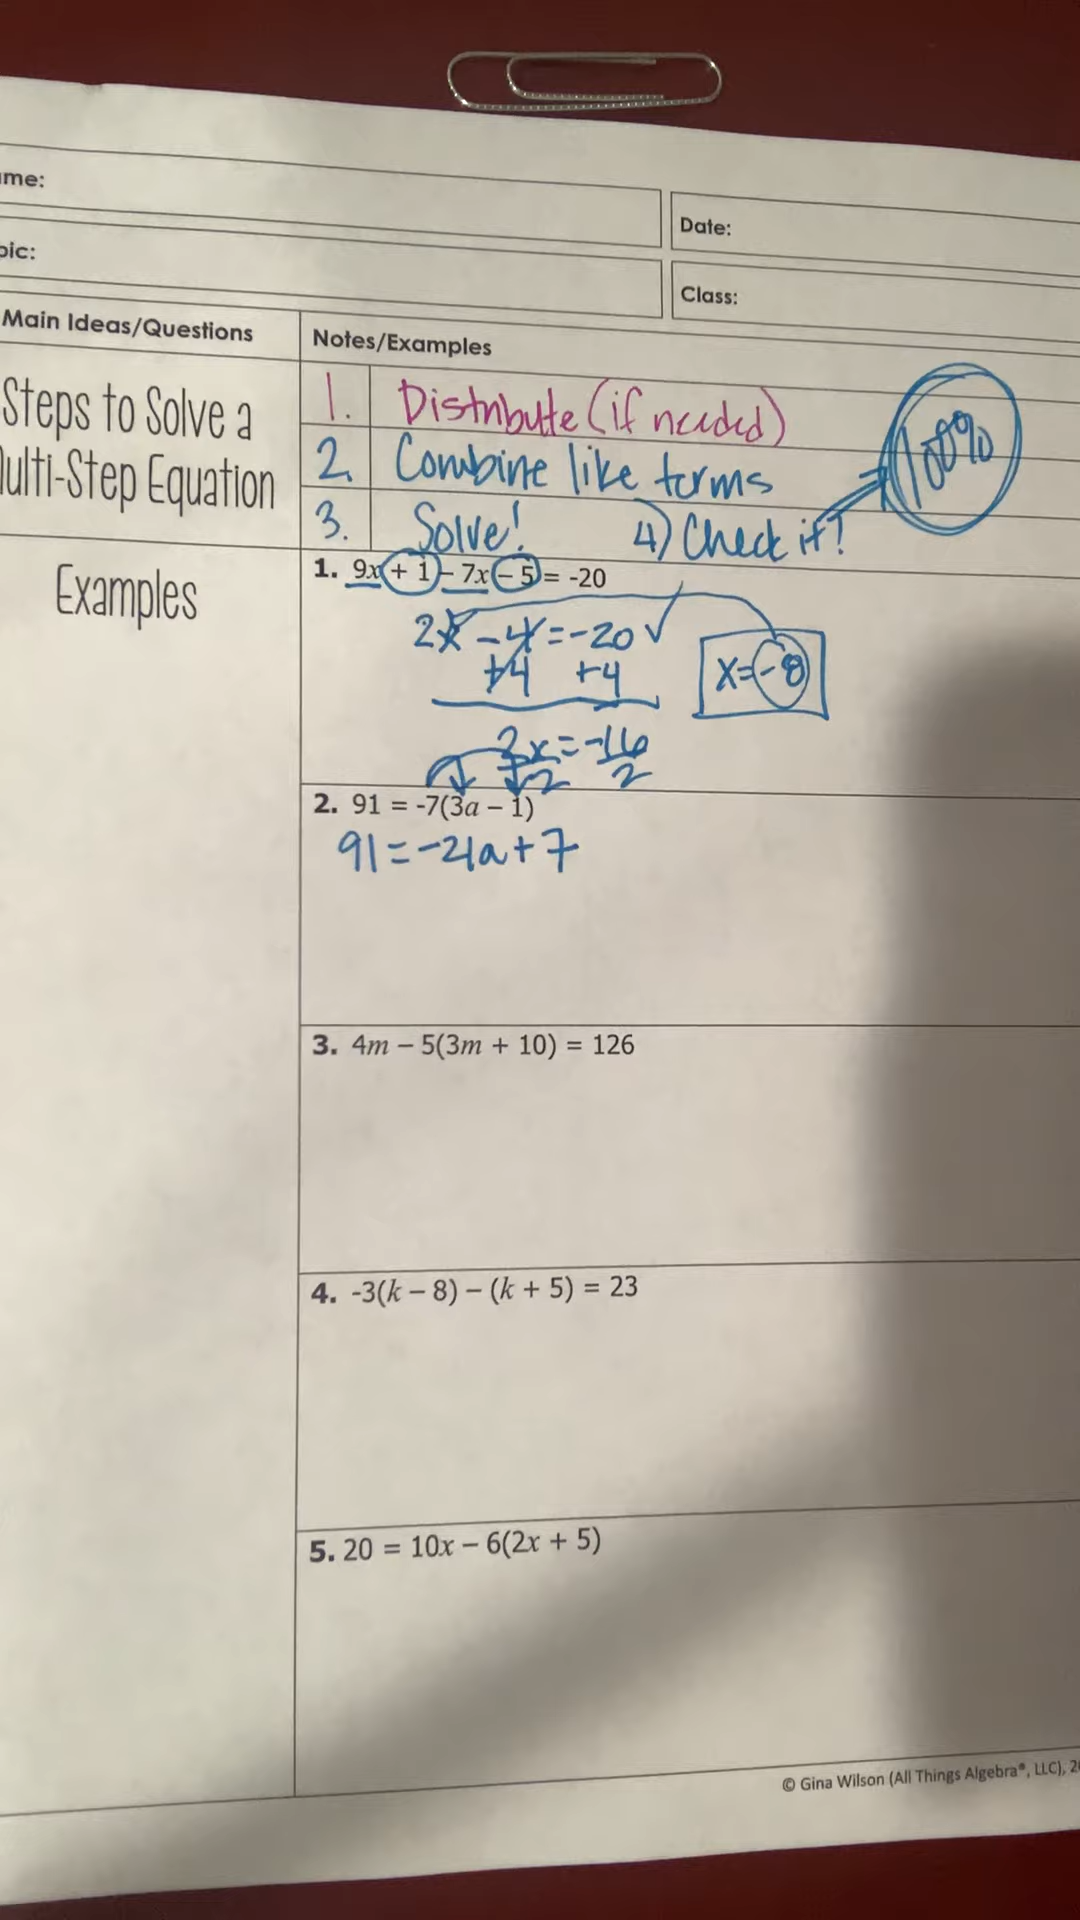 me:
Date:
pic:
Class:
Main Ideas/Questions
Notes/Examples
Steps to Solve a
ulti-Step Equation
1. Distribute (if needed)
2. Combine like terms
3. Solve! 4) Check it!
100%
Examples
1. 9x + 1 - 7x - 5 = -20
2x - 4 = -20 ✓
+4 +4
x = -8
2x = -16
2 2
2. 91 = -7(3a - 1)
91 = -21a + 7
3. 4m - 5(3m + 10) = 126
4. -3(k - 8) - (k + 5) = 23
5. 20 = 10x - 6(2x + 5)
© Gina Wilson (All Things Algebra®, LLC), 2